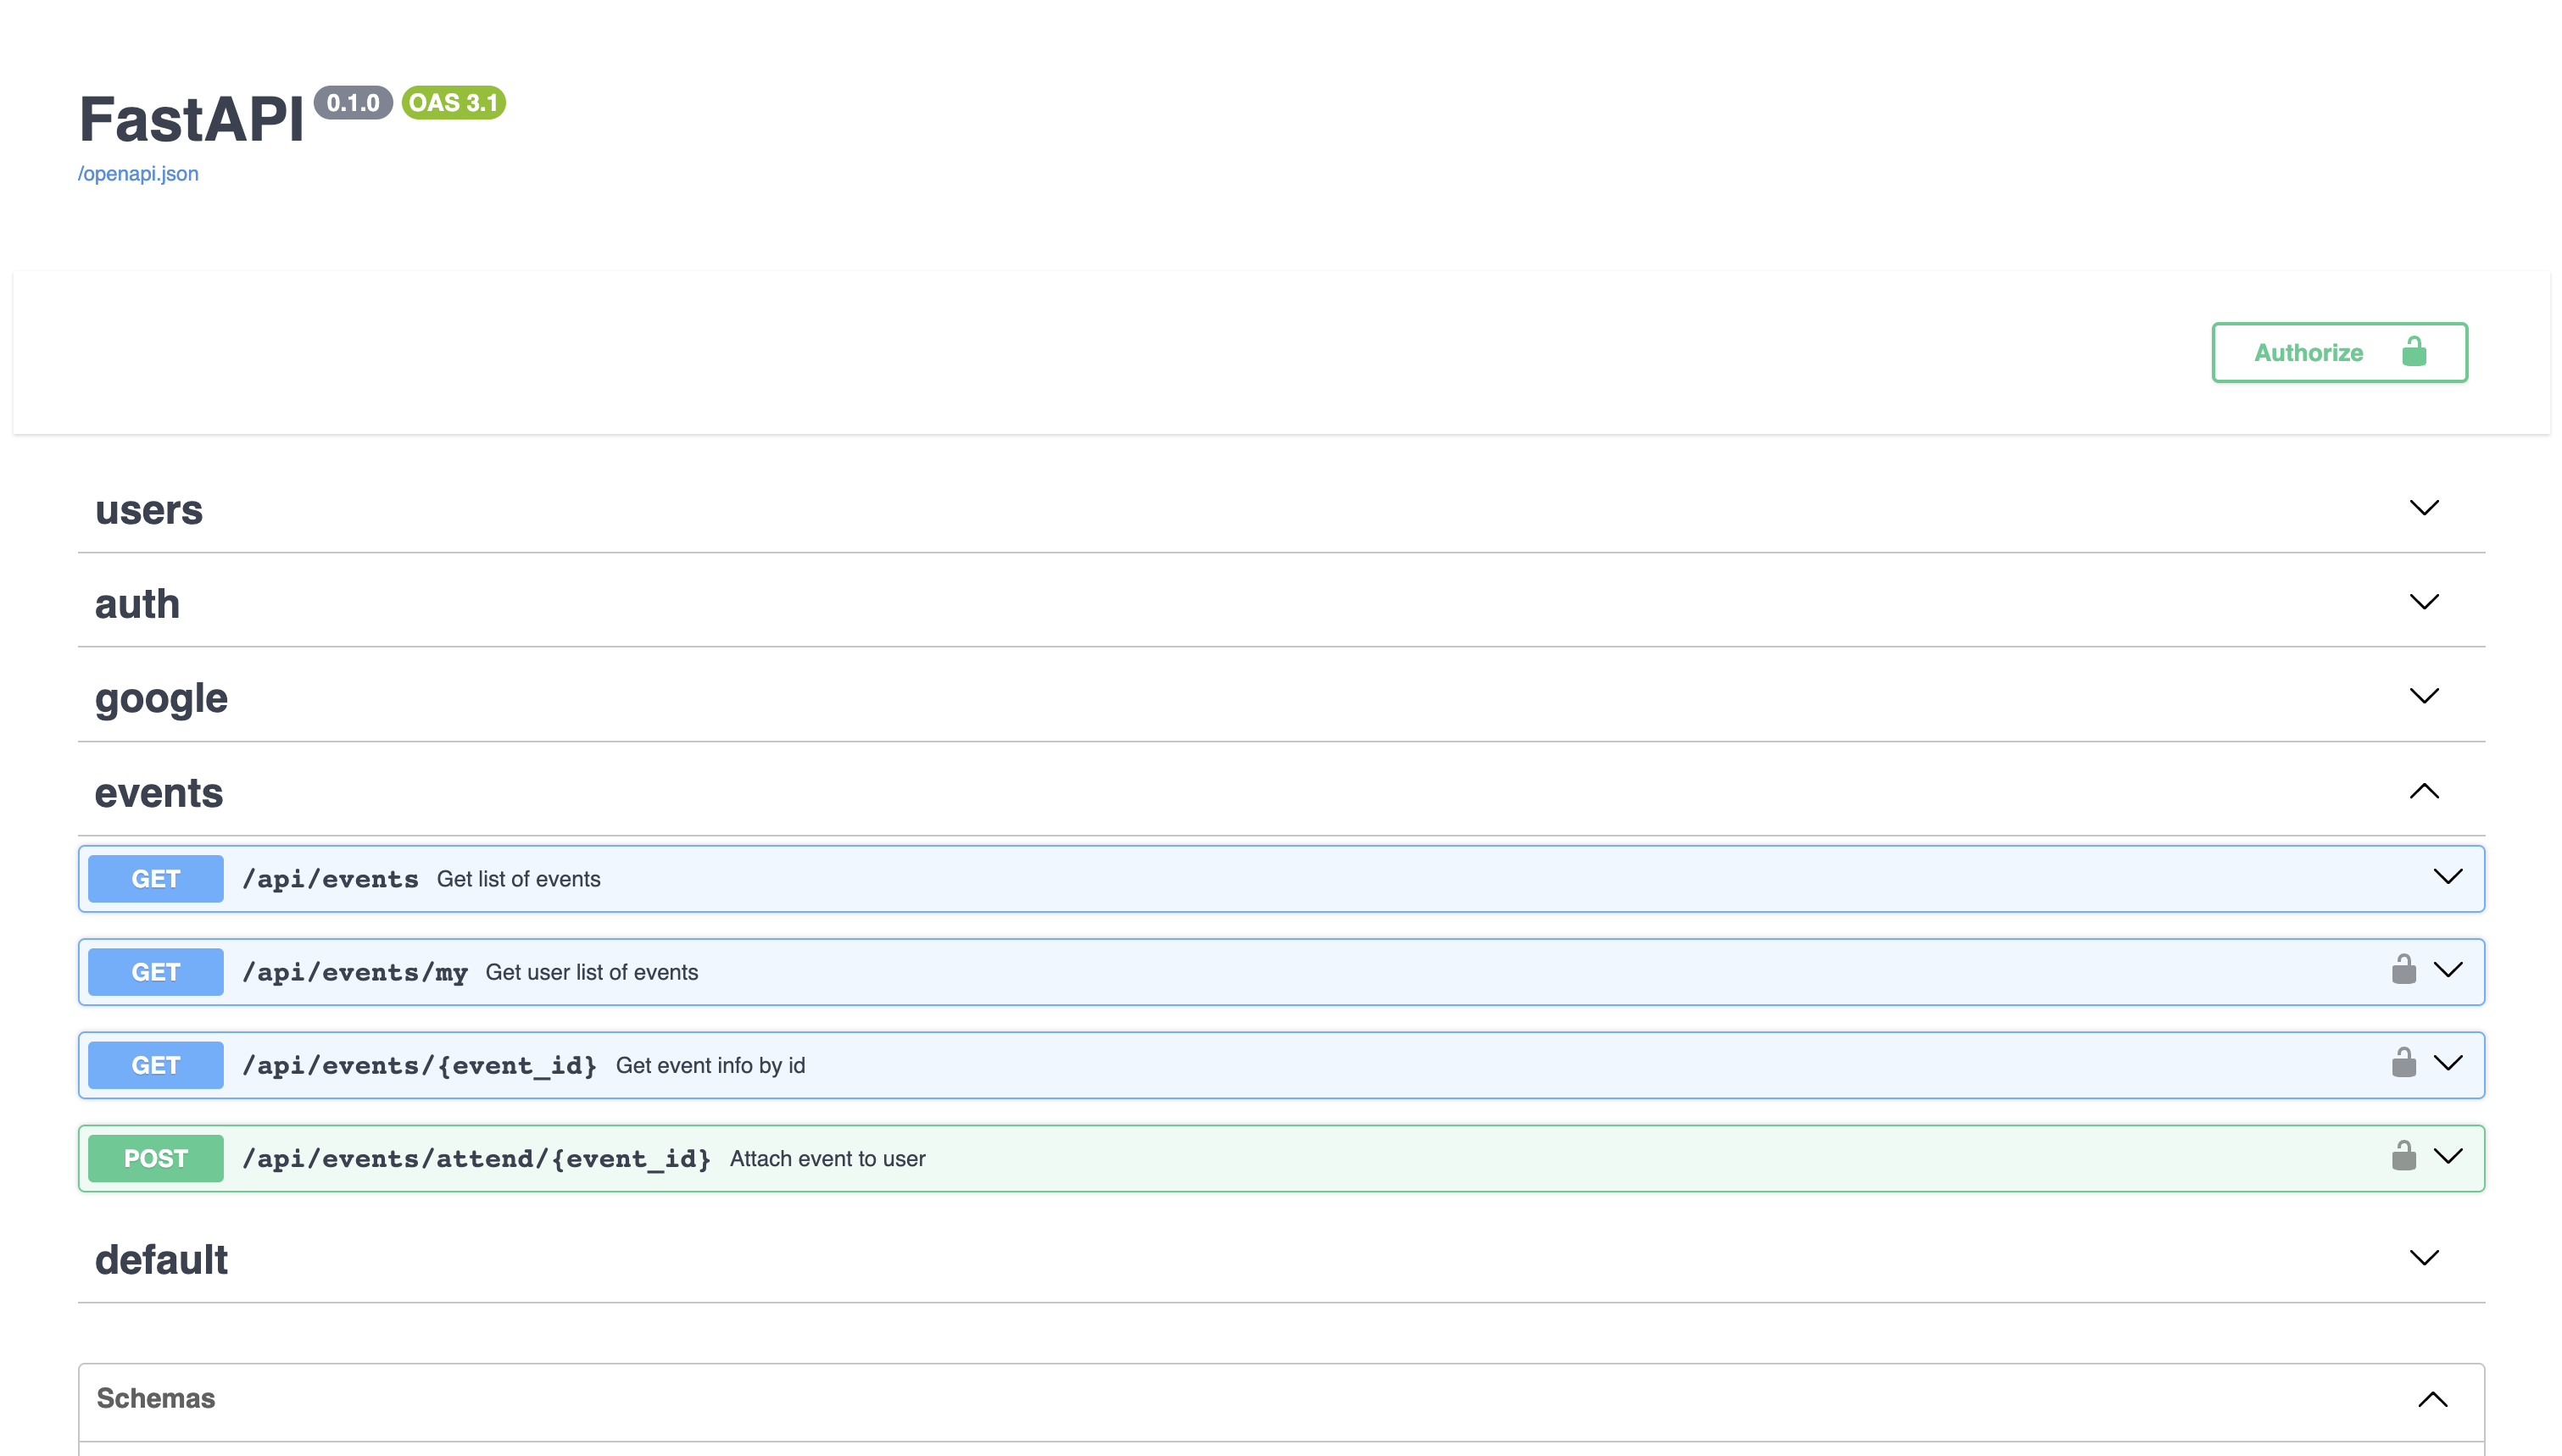 FastAPI 0.1.0 OAS 3.1
/openapi.json
Authorize
users
auth
google
events
GET /api/events Get list of events
GET /api/events/my Get user list of events
GET /api/events/{event_id} Get event info by id
POST /api/events/attend/{event_id} Attach event to user
default
Schemas